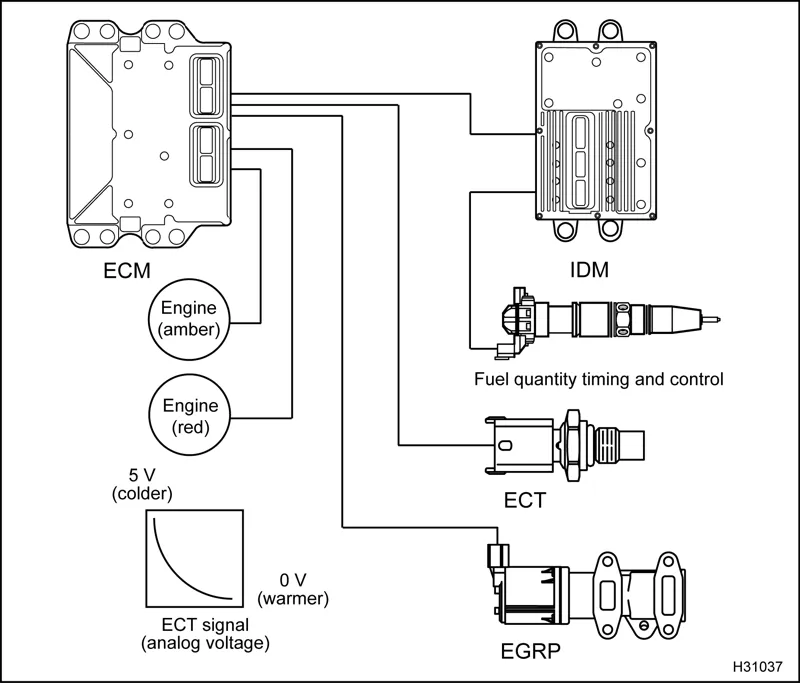 ECM
IDM
Engine
(amber)
Fuel quantity timing and control
Engine
(red)
5 V
(colder)
ECT
0 V
(warmer)
ECT signal
(analog voltage)
EGRP
H31037